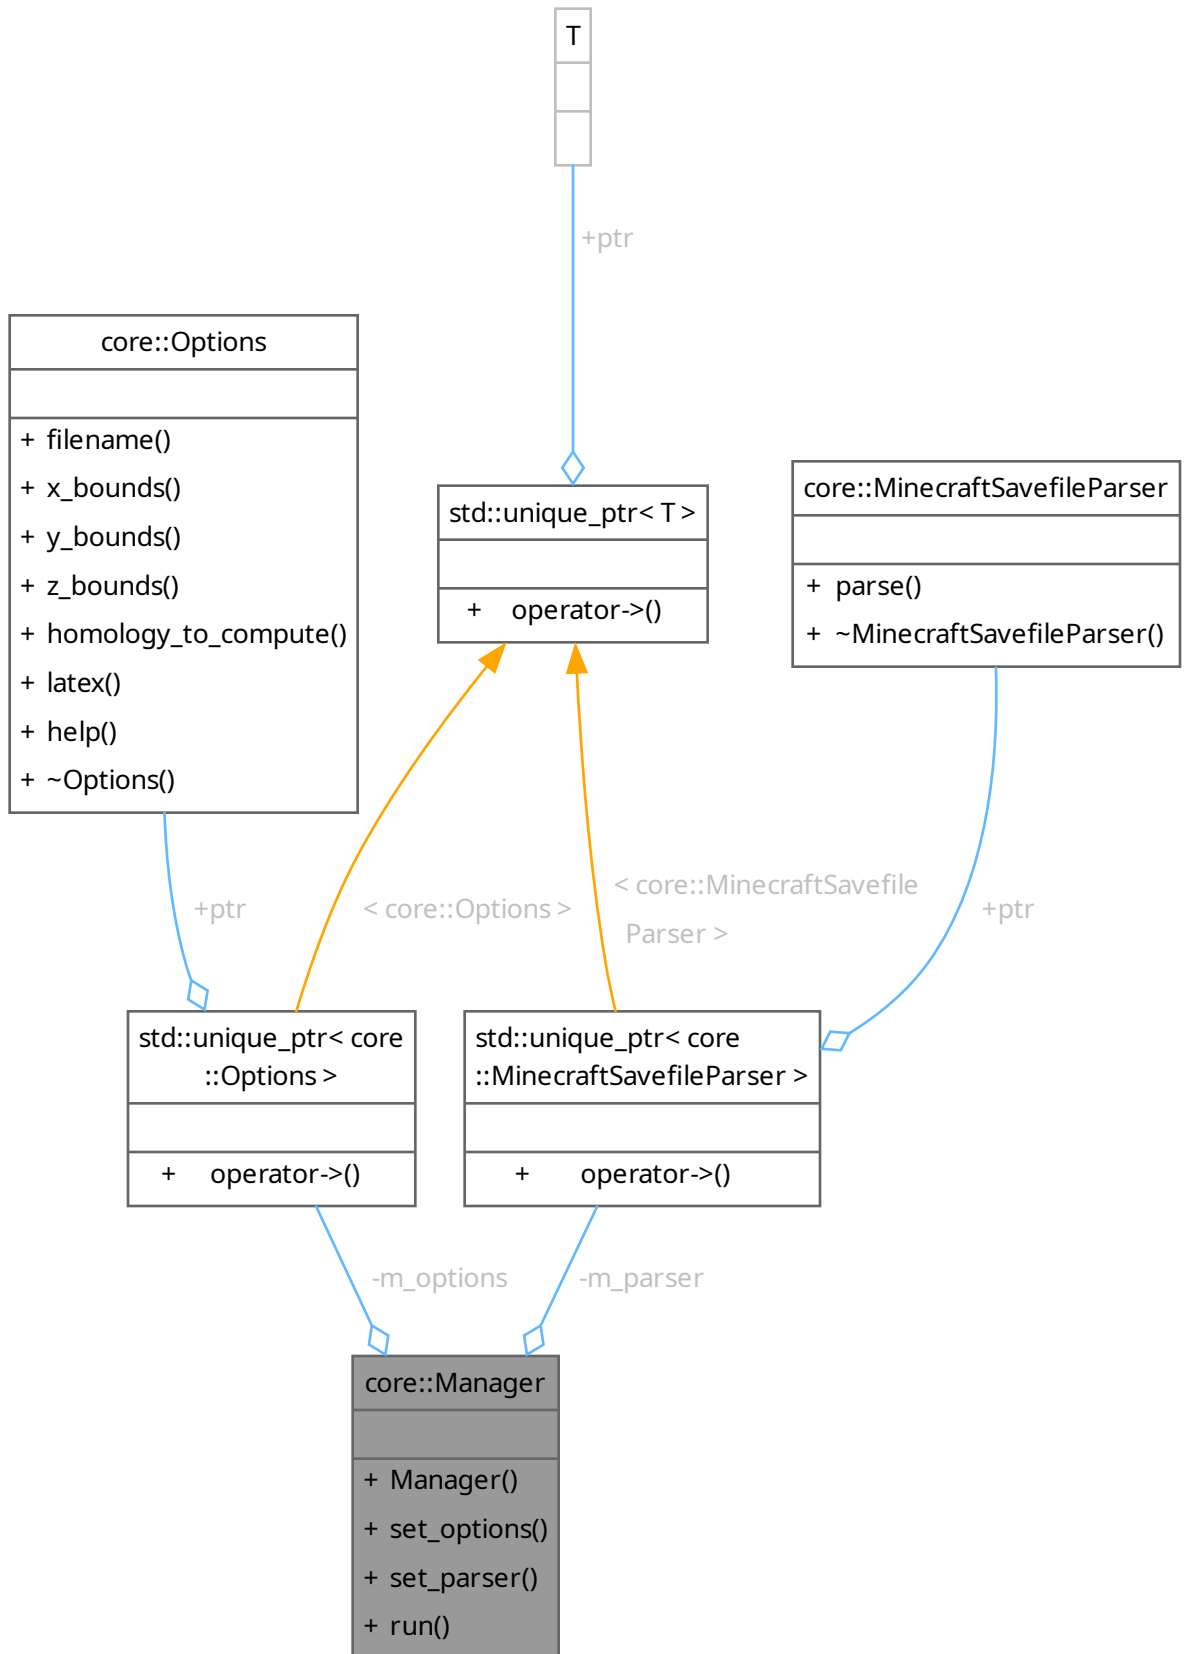 T
+ptr
core::Options
+ filename()
+ x_bounds()
+ y_bounds()
+ z_bounds()
+ homology_to_compute()
+ latex()
+ help()
+ ~Options()
std::unique_ptr< T >
+ operator->()
core::MinecraftSavefileParser
+ parse()
+ ~MinecraftSavefileParser()
+ptr
< core::Options >
< core::MinecraftSavefile
Parser >
+ptr
std::unique_ptr< core
::Options >
+ operator->()
std::unique_ptr< core
::MinecraftSavefileParser >
+ operator->()
-m_options
-m_parser
core::Manager
+ Manager()
+ set_options()
+ set_parser()
+ run()